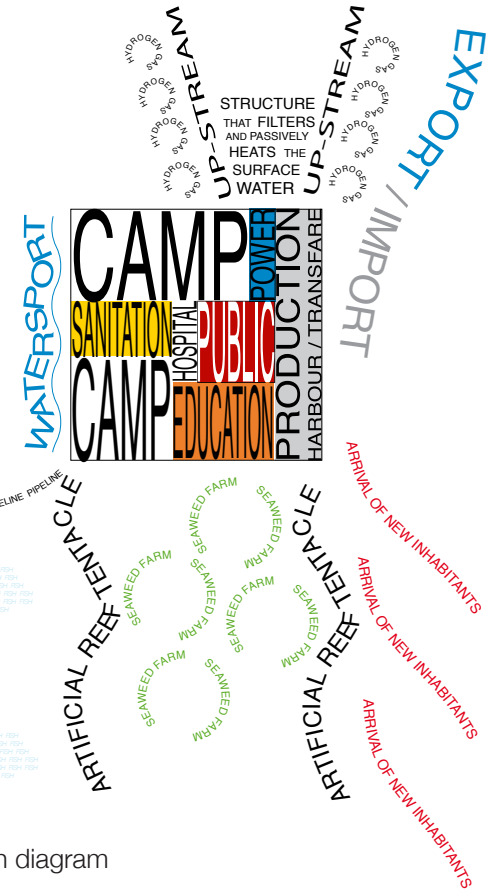 HYDROGEN GAS
HYDROGEN GAS
HYDROGEN GAS
HYDROGEN GAS
UP-STREAM
STRUCTURE
THAT FILTERS
AND PASSIVELY
HEATS THE
SURFACE
WATER
UP-STREAM
HYDROGEN GAS
HYDROGEN GAS
HYDROGEN GAS
HYDROGEN GAS
EXPORT / IMPORT
WATERSPORT
CAMP
POWER
PRODUCTION
HARBOUR / TRANSFARE
SANITATION
HOSPITAL
PUBLIC
CAMP
EDUCATION
PIPELINE
ARTIFICIAL REEF TENTACLE
SEAWEED FARM
SEAWEED FARM
SEAWEED FARM
SEAWEED FARM
SEAWEED FARM
SEAWEED FARM
SEAWEED FARM
SEAWEED FARM
ARTIFICIAL REEF TENTACLE
ARRIVAL OF NEW INHABITANTS
ARRIVAL OF NEW INHABITANTS
ARRIVAL OF NEW INHABITANTS
diagram